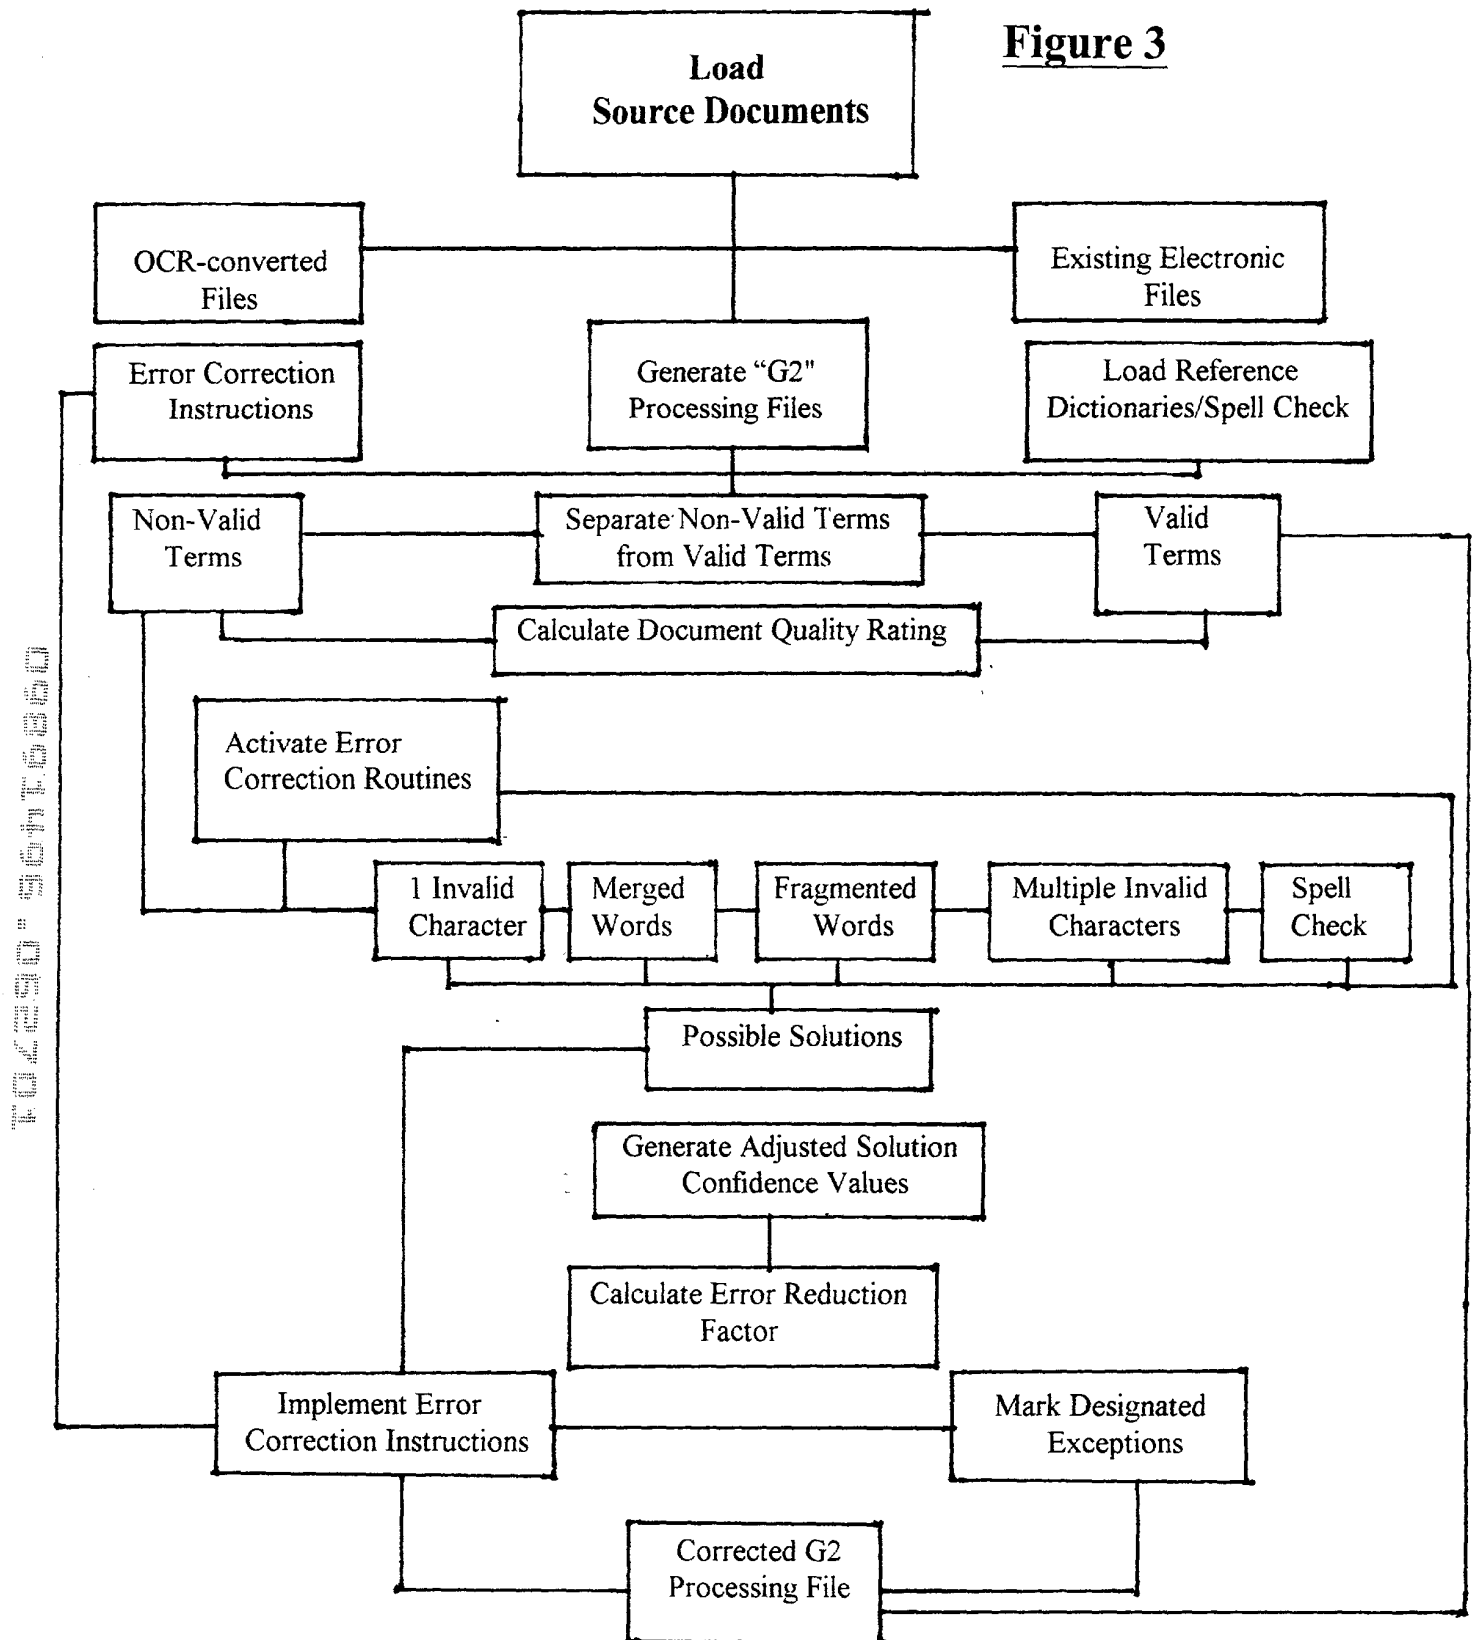 Figure 3
Load
Source Documents
OCR-converted
Files
Existing Electronic
Files
Error Correction
Instructions
Generate “G2"
Processing Files
Load Reference
Dictionaries/Spell Check
Non-Valid
Terms
Separate Non-Valid Terms
from Valid Terms
Valid
Terms
Calculate Document Quality Rating
Activate Error
Correction Routines
1 Invalid
Character
Merged
Words
Fragmented
Words
Multiple Invalid
Characters
Spell
Check
Possible Solutions
Generate Adjusted Solution
Confidence Values
Calculate Error Reduction
Factor
Implement Error
Correction Instructions
Mark Designated
Exceptions
Corrected G2
Processing File